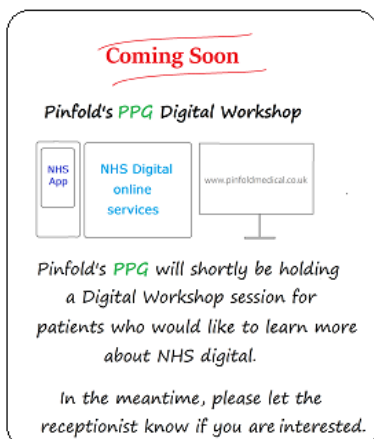 Coming Soon
Pinfold's PPG Digital Workshop
NHS
App
NHS Digital
online
services
www.pinfoldmedical.co.uk
Pinfold's PPG will shortly be holding
a Digital Workshop session for
patients who would like to learn more
about NHS digital.
In the meantime, please let the
receptionist know if you are interested.